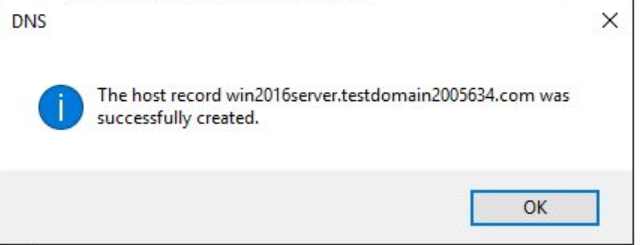 DNS
The host record win2016server.testdomain2005634.com was
successfully created.
OK